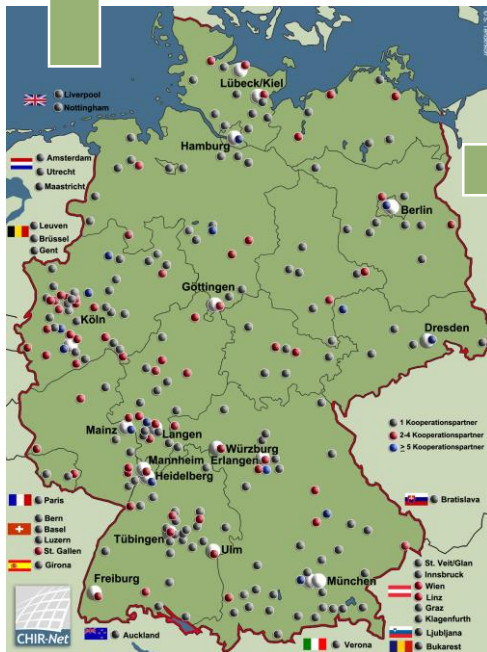 Lübeck/Kiel
Liverpool
Nottingham
Hamburg
Amsterdam
Utrecht
Maastricht
Berlin
Leuven
Brüssel
Gent
Göttingen
Köln
Dresden
1 Kooperationspartner
2-4 Kooperationspartner
> 5 Kooperationspartner
Mainz
Langen
Würzburg
Mannheim
Erlangen
Heidelberg
Paris
Bratislava
Bern
Basel
Luzern
St. Gallen
Tübingen
Ulm
Girona
St. Veit/Glan
Innsbruck
Wien
Linz
Graz
Klagenfurth
Freiburg
München
CHIR-Net
Auckland
Verona
Ljubljana
Bukarest